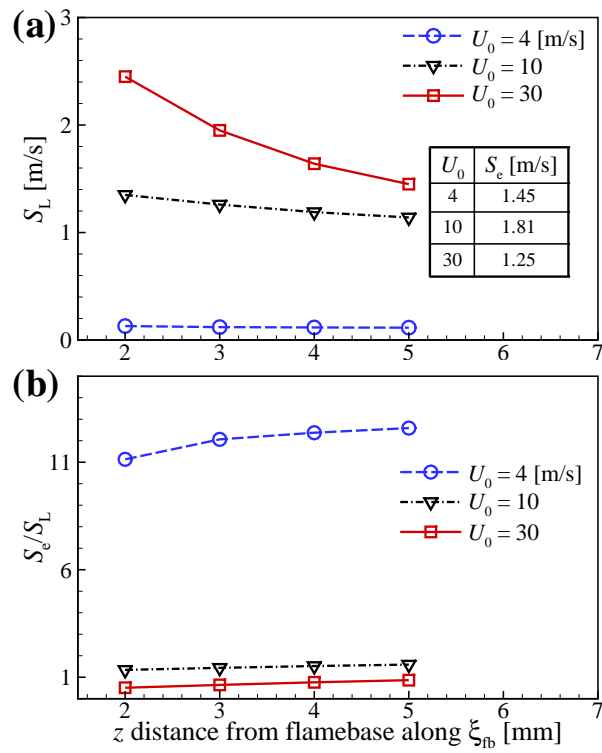 (a)
3
2
1
0
S_L [m/s]
U_0 = 4 [m/s]
U_0 = 10
U_0 = 30
U_0 S_e [m/s]
4 1.45
10 1.81
30 1.25
2 3 4 5 6 7
(b)
11
6
1
S_e/S_L
U_0 = 4 [m/s]
U_0 = 10
U_0 = 30
2 3 4 5 6 7
z distance from flamebase along ξ_fb [mm]